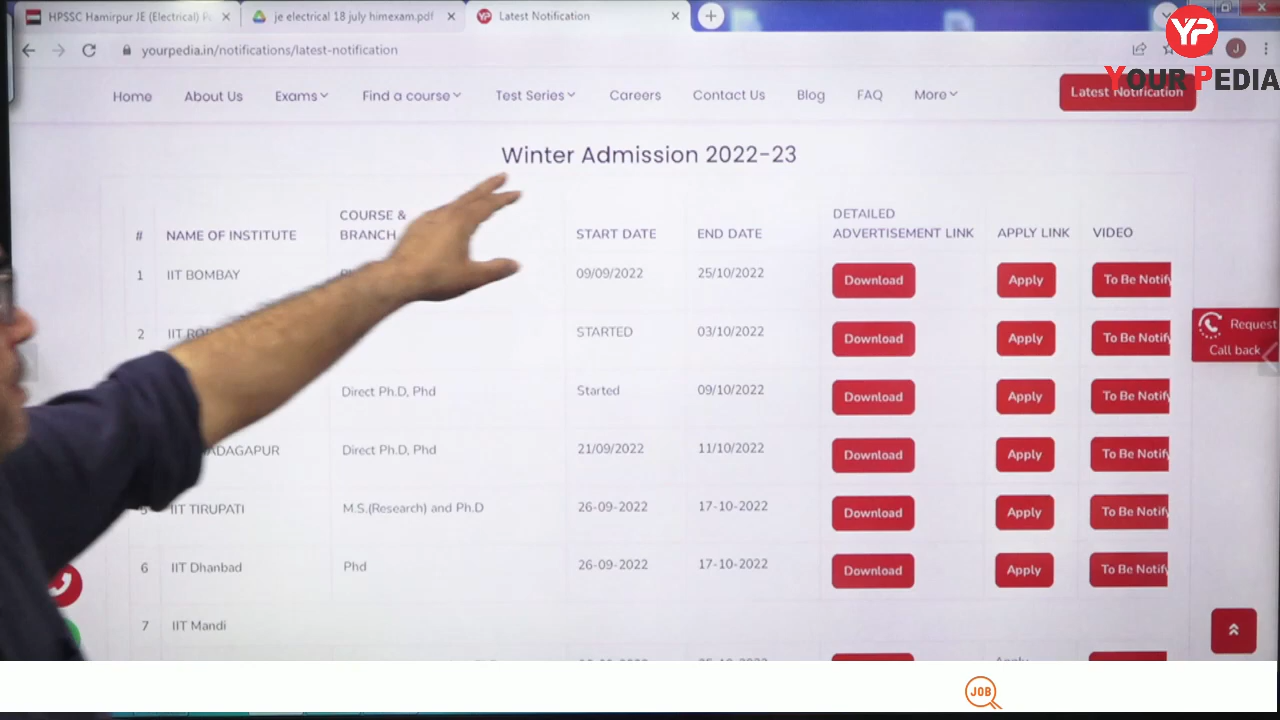 HPSSC Hamirpur JE (Electrical)
je electrical 18 july himexam.pdf
Latest Notification
yourpedia.in/notifications/latest-notification
J
YP
YOUR PEDIA
Home About Us Exams Find a course Test Series Careers Contact Us Blog FAQ More Latest Notification
Winter Admission 2022-23
# NAME OF INSTITUTE COURSE & BRANCH START DATE END DATE DETAILED ADVERTISEMENT LINK APPLY LINK VIDEO
1 IIT BOMBAY 09/09/2022 25/10/2022 Download Apply To Be Notify
2 IIT STARTED 03/10/2022 Download Apply To Be Notify
Direct Ph.D, Phd Started 09/10/2022 Download Apply To Be Notify
Direct Ph.D, Phd 21/09/2022 11/10/2022 Download Apply To Be Notify
5 IIT TIRUPATI M.S.(Research) and Ph.D 26-09-2022 17-10-2022 Download Apply To Be Notify
6 IIT Dhanbad Phd 26-09-2022 17-10-2022 Download Apply To Be Notify
7 IIT Mandi
Apply
Request
Call back
JOB